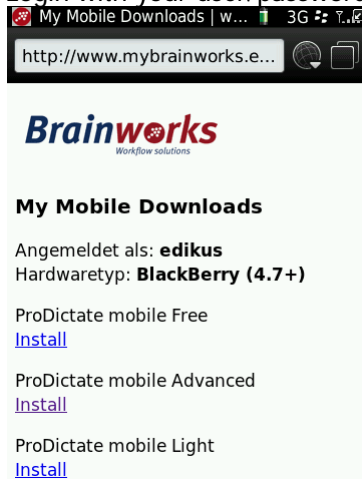 My Mobile Downloads | w... 3G
http://www.mybrainworks.e...
Brainworks
Workflow solutions
My Mobile Downloads
Angemeldet als: edikus
Hardwaretyp: BlackBerry (4.7+)
ProDictate mobile Free
Install
ProDictate mobile Advanced
Install
ProDictate mobile Light
Install